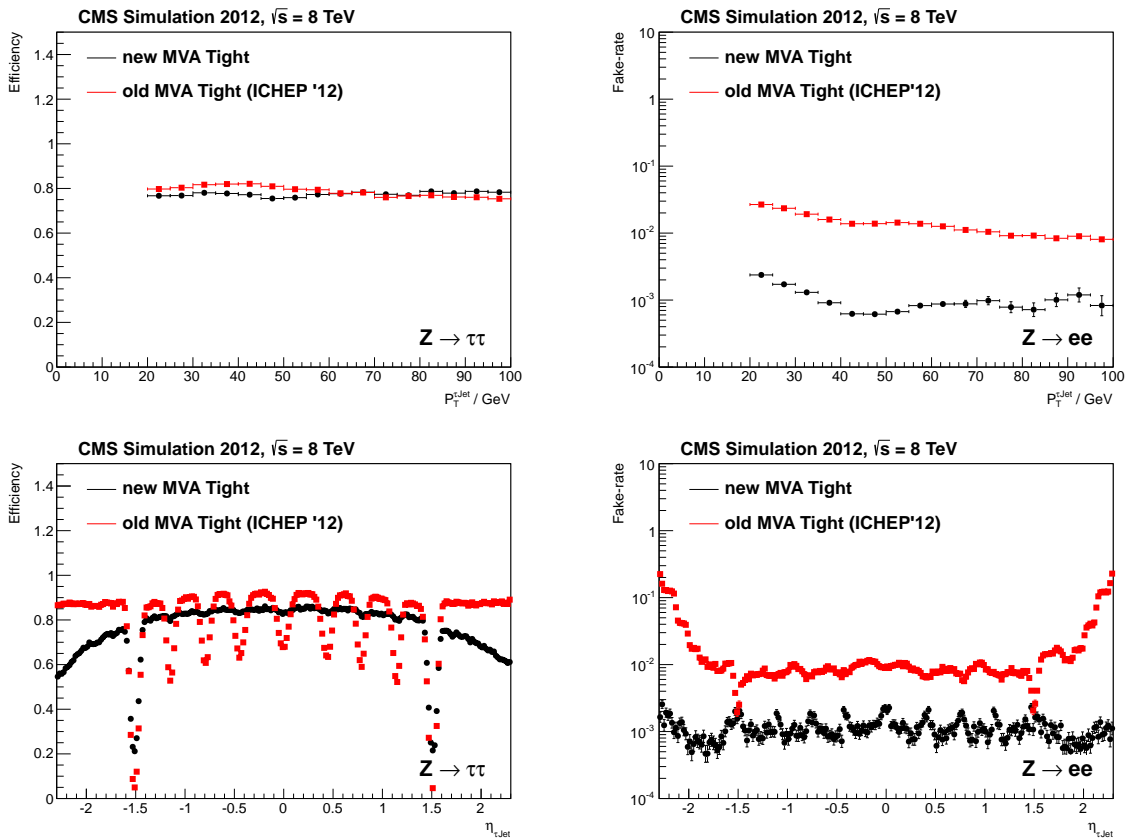 CMS Simulation 2012, √s = 8 TeV
Efficiency
new MVA Tight
old MVA Tight (ICHEP '12)
1.4
1.2
1
0.8
0.6
0.4
0.2
0
Z → ττ
0 10 20 30 40 50 60 70 80 90 100
P_T^τJet / GeV
CMS Simulation 2012, √s = 8 TeV
Fake-rate
new MVA Tight
old MVA Tight (ICHEP'12)
10
1
10⁻¹
10⁻²
10⁻³
10⁻⁴
Z → ee
0 10 20 30 40 50 60 70 80 90 100
P_T^τJet / GeV
CMS Simulation 2012, √s = 8 TeV
Efficiency
new MVA Tight
old MVA Tight (ICHEP '12)
1.4
1.2
1
0.8
0.6
0.4
0.2
0
Z → ττ
-2 -1.5 -1 -0.5 0 0.5 1 1.5 2
η_τJet
CMS Simulation 2012, √s = 8 TeV
Fake-rate
new MVA Tight
old MVA Tight (ICHEP'12)
10
1
10⁻¹
10⁻²
10⁻³
10⁻⁴
Z → ee
-2 -1.5 -1 -0.5 0 0.5 1 1.5 2
η_τJet